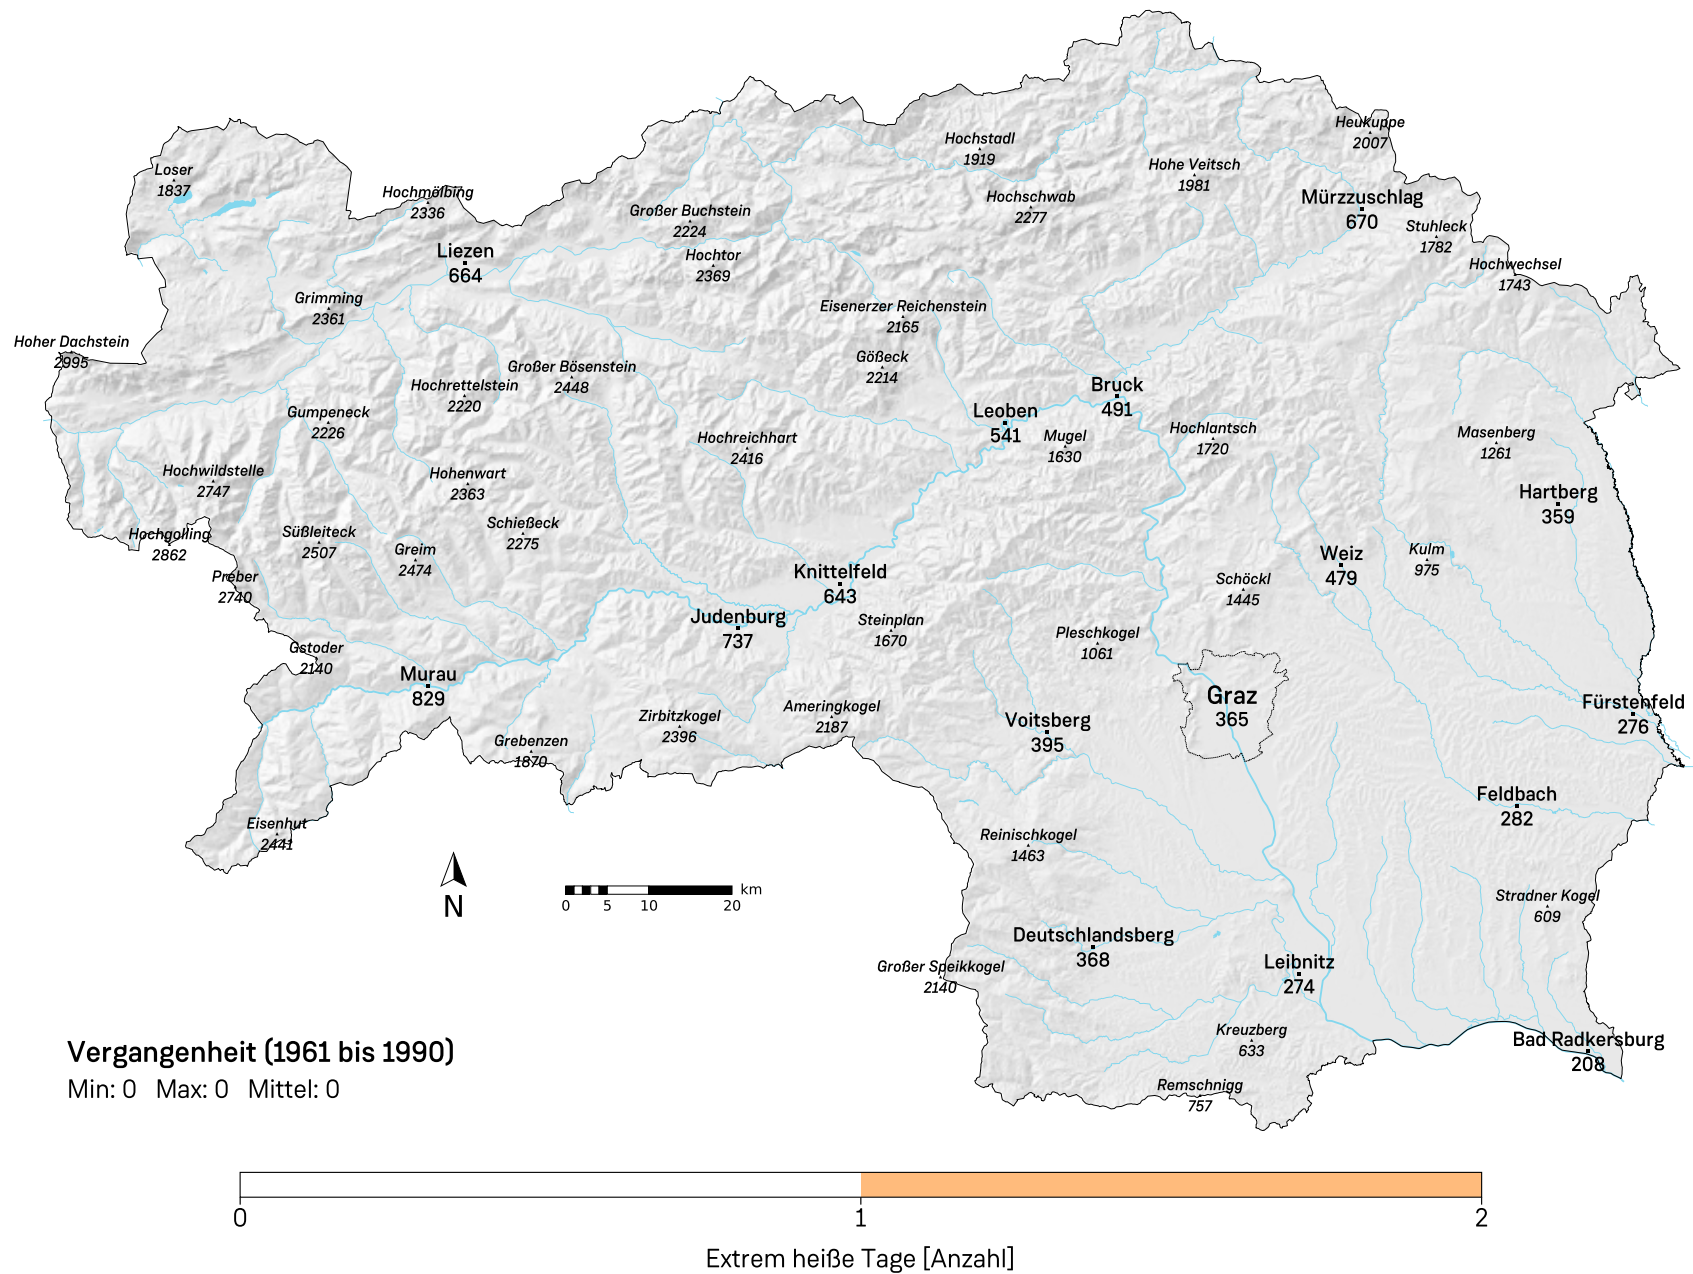 Heukuppe
2007
Hochstadl
1919
Hohe Veitsch
1981
Loser
1837
Hochmölbing
2336
Hochschwab
2277
Mürzzuschlag
670
Großer Buchstein
2224
Stuhleck
1782
Liezen
664
Hochtor
2369
Hochwechsel
1743
Grimming
2361
Eisenerzer Reichenstein
2165
Hoher Dachstein
2995
Gößeck
2214
Großer Bösenstein
2448
Hochrettelstein
2220
Bruck
491
Gumpeneck
2226
Leoben
541
Mugel
1630
Hochlantsch
1720
Masenberg
1261
Hochreichhart
2416
Hochwildstelle
2747
Hohenwart
2363
Hartberg
359
Hochgolling
2862
Süßleiteck
2507
Schießeck
2275
Greim
2474
Weiz
479
Kulm
975
Preber
2740
Knittelfeld
643
Schöckl
1445
Judenburg
737
Steinplan
1670
Pleschkogel
1061
Gstoder
2140
Murau
829
Graz
365
Fürstenfeld
276
Zirbitzkogel
2396
Ameringkogel
2187
Voitsberg
395
Grebenzen
1870
Feldbach
282
Eisenhut
2441
Reinischkogel
1463
N
km
0 5 10 20
Stradner Kogel
609
Deutschlandsberg
368
Großer Speikkogel
2140
Leibnitz
274
Kreuzberg
633
Bad Radkersburg
208
Remschnigg
757
Vergangenheit (1961 bis 1990)
Min: 0 Max: 0 Mittel: 0
0 1 2
Extrem heiße Tage [Anzahl]